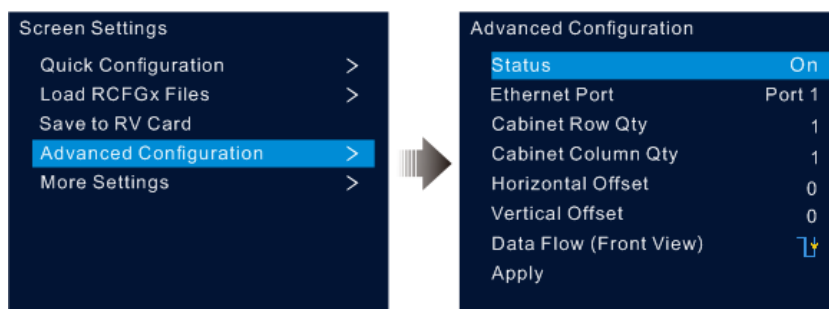 Screen Settings
Quick Configuration >
Load RCFGx Files >
Save to RV Card
Advanced Configuration >
More Settings >
Advanced Configuration
Status On
Ethernet Port Port 1
Cabinet Row Qty 1
Cabinet Column Qty 1
Horizontal Offset 0
Vertical Offset 0
Data Flow (Front View)
Apply